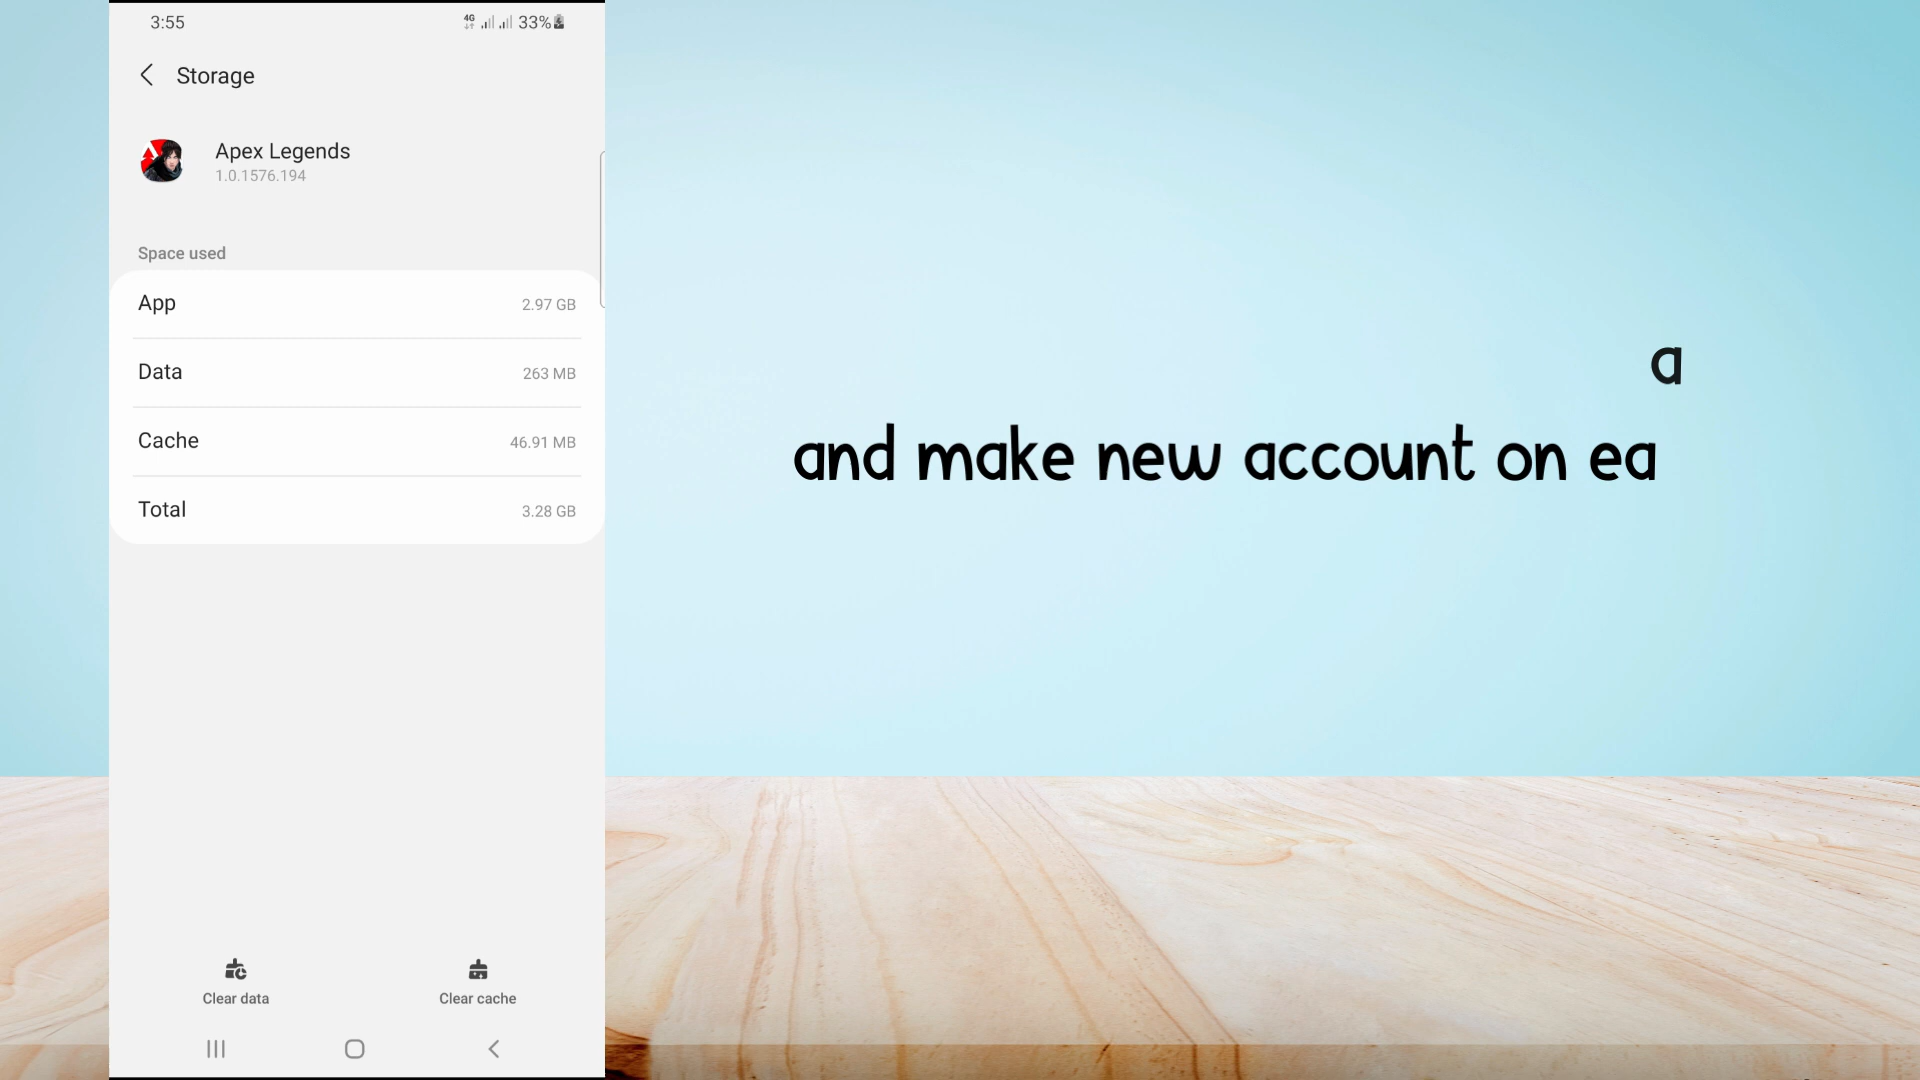 3:55
4G 33%
Storage
Apex Legends
1.0.1576.194
Space used
App 2.97 GB
Data 263 MB
Cache 46.91 MB
Total 3.28 GB
Clear data Clear cache
a
and make new account on ea